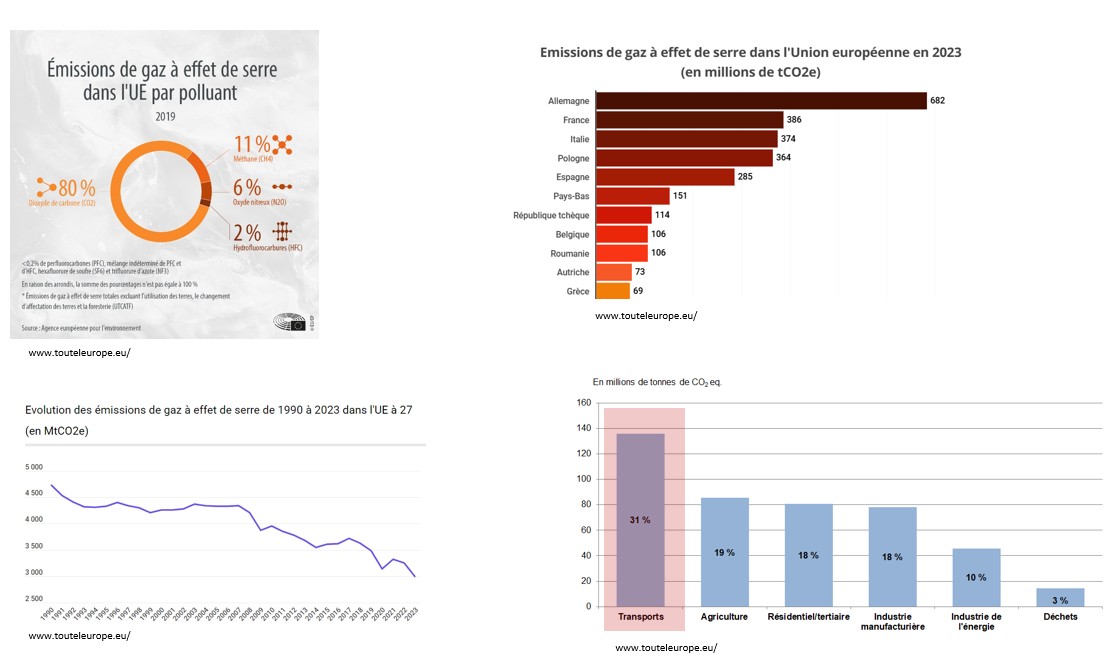 Émissions de gaz à effet de serre
dans l'UE par polluant
2019
11 %
Méthane (CH4)
80 %
Dioxyde de carbone (CO2)
6 %
Oxyde nitreux (N2O)
2 %
Hydrofluorocarbures (HFC)
<0,2% de perfluorocarbones (PFC), mélange indéterminé de PFC et
d'HFC, hexafluorure de soufre (SF6) et trifluorure d'azote (NF3)
En raison des arrondis, la somme des pourcentages n'est pas égale à 100 %
* Émissions de gaz à effet de serre totales excluant l'utilisation des terres, le changement
d'affectation des terres et la foresterie (UTCATF)
Source : Agence européenne pour l'environnement
www.touteleurope.eu/
Emissions de gaz à effet de serre dans l'Union européenne en 2023
(en millions de tCO2e)
Allemagne 682
France 386
Italie 374
Pologne 364
Espagne 285
Pays-Bas 151
République tchèque 114
Belgique 106
Roumanie 106
Autriche 73
Grèce 69
www.touteleurope.eu/
Evolution des émissions de gaz à effet de serre de 1990 à 2023 dans l'UE à 27
(en MtCO2e)
5 000
4 500
4 000
3 500
3 000
2 500
1990 1991 1992 1993 1994 1995 1996 1997 1998 1999 2000 2001 2002 2003 2004 2005 2006 2007 2008 2009 2010 2011 2012 2013 2014 2015 2016 2017 2018 2019 2020 2021 2022 2023
www.touteleurope.eu/
En millions de tonnes de CO₂ eq.
160
140
120
100
80
60
40
20
0
31 %
19 %
18 %
18 %
10 %
3 %
Transports Agriculture Résidentiel/tertiaire Industrie Industrie de Déchets
manufacturière l'énergie
www.touteleurope.eu/